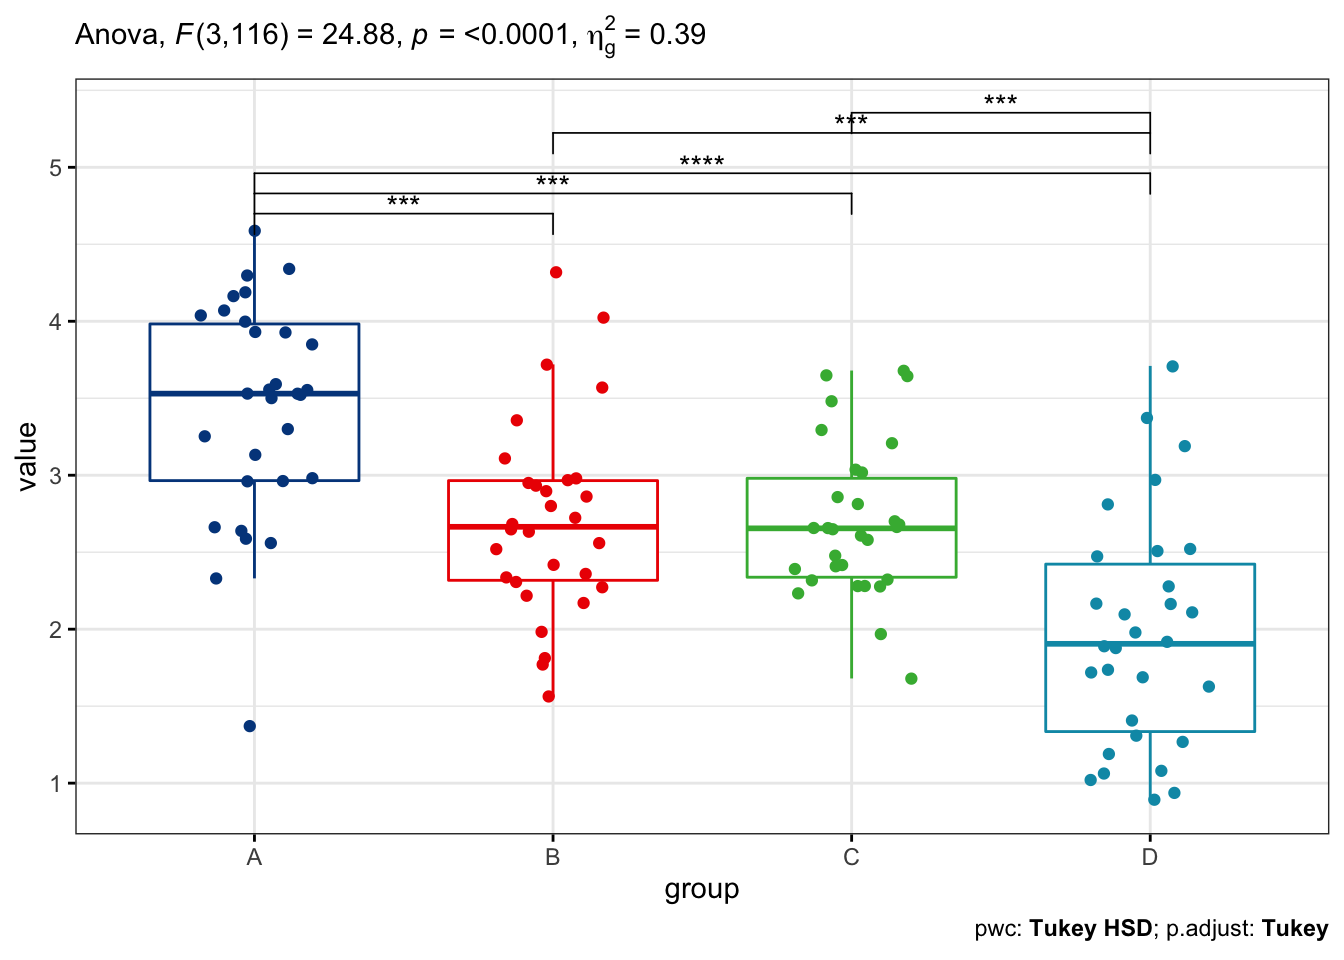 Anova, F(3,116) = 24.88, p = <0.0001, η²g = 0.39
***
***
****
***
***
5
4
3
2
1
value
A B C D
group
pwc: Tukey HSD; p.adjust: Tukey